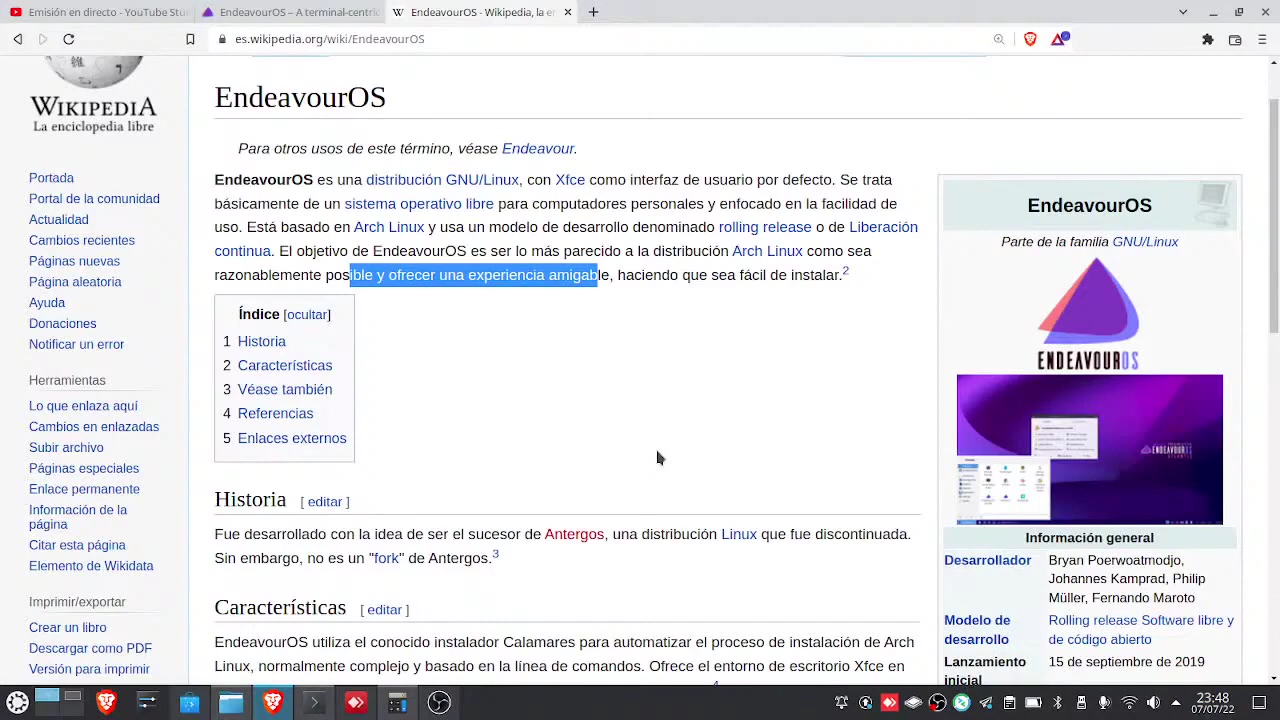 Emisión en directo - YouTube Stu
EndeavourOS – A terminal-centric
EndeavourOS - Wikipedia, la en
es.wikipedia.org/wiki/EndeavourOS
WIKIPEDIA
La enciclopedia libre
Portada
Portal de la comunidad
Actualidad
Cambios recientes
Páginas nuevas
Página aleatoria
Ayuda
Donaciones
Notificar un error
Herramientas
Lo que enlaza aquí
Cambios en enlazadas
Subir archivo
Páginas especiales
Enlace permanente
Información de la
página
Citar esta página
Elemento de Wikidata
Imprimir/exportar
Crear un libro
Descargar como PDF
Versión para imprimir
EndeavourOS
Para otros usos de este término, véase Endeavour.
EndeavourOS es una distribución GNU/Linux, con Xfce como interfaz de usuario por defecto. Se trata
básicamente de un sistema operativo libre para computadores personales y enfocado en la facilidad de
uso. Está basado en Arch Linux y usa un modelo de desarrollo denominado rolling release o de Liberación
continua. El objetivo de EndeavourOS es ser lo más parecido a la distribución Arch Linux como sea
razonablemente posible y ofrecer una experiencia amigable, haciendo que sea fácil de instalar.2
Índice [ocultar]
1 Historia
2 Características
3 Véase también
4 Referencias
5 Enlaces externos
Historia [ editar ]
Fue desarrollado con la idea de ser el sucesor de Antergos, una distribución Linux que fue discontinuada.
Sin embargo, no es un "fork" de Antergos.3
Características [ editar ]
EndeavourOS utiliza el conocido instalador Calamares para automatizar el proceso de instalación de Arch
Linux, normalmente complejo y basado en la línea de comandos. Ofrece el entorno de escritorio Xfce en
4
EndeavourOS
Parte de la familia GNU/Linux
ENDEAVOUROS
ENDEAVOUROS
Información general
Desarrollador Bryan Poerwoatmodjo,
Johannes Kamprad, Philip
Müller, Fernando Maroto
Modelo de Rolling release Software libre y
desarrollo de código abierto
Lanzamiento 15 de septiembre de 2019
inicial
23:48
07/07/22